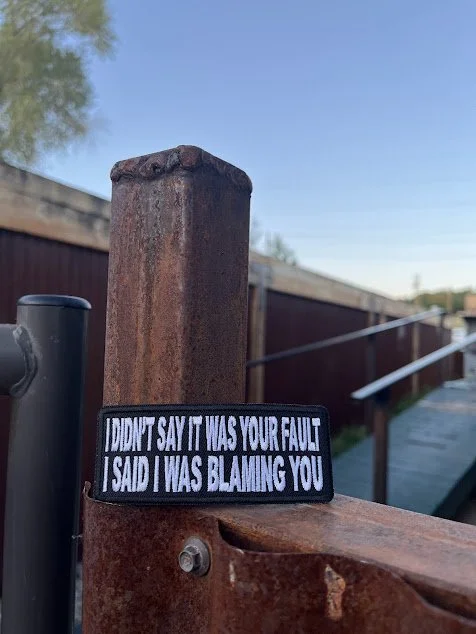 I DIDN'T SAY IT WAS YOUR FAULT
I SAID I WAS BLAMING YOU